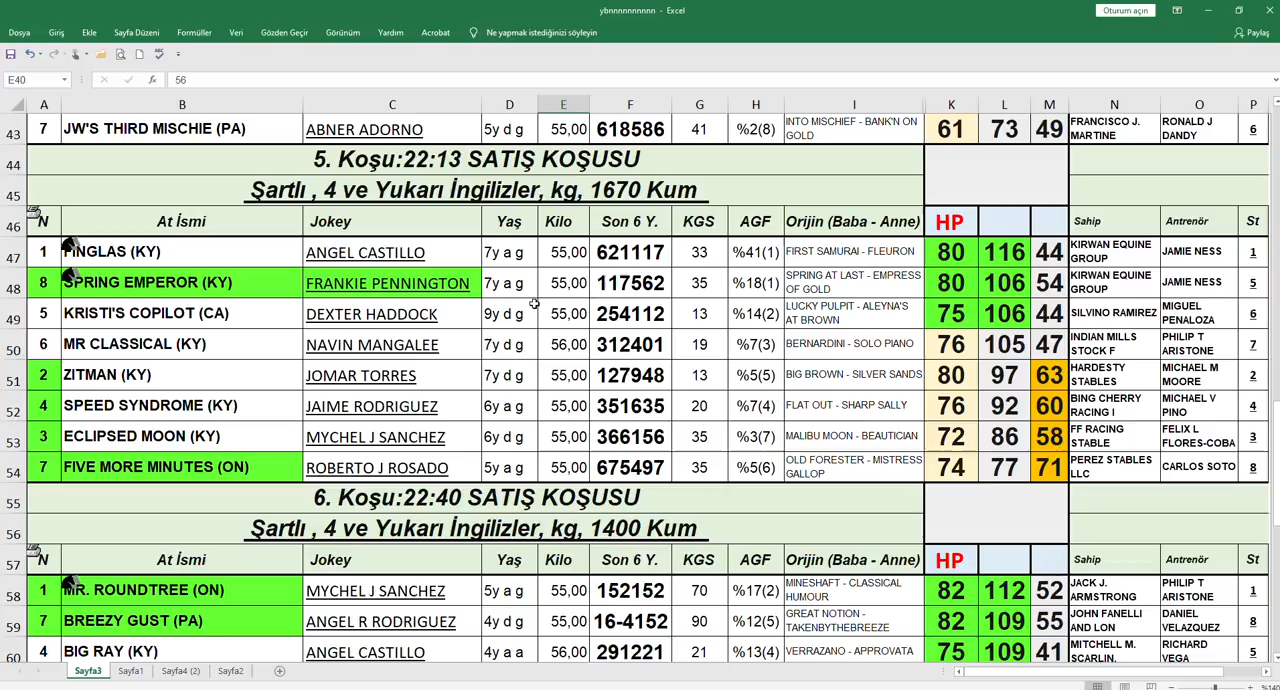 ybnnnnnnnnnn - Excel
Oturum açın
Dosya Giriş Ekle Sayfa Düzeni Formüller Veri Gözden Geçir Görünüm Yardım Acrobat Ne yapmak istediğinizi söyleyin Paylaş
E40 fx 56
A B C D E F G H I K L M N O P
43 7 JW'S THIRD MISCHIE (PA) ABNER ADORNO 5y d g 55,00 618586 41 %2(8) INTO MISCHIEF - BANK'N ON GOLD 61 73 49 FRANCISCO J. MARTINE RONALD J DANDY 6
44 5. Koşu:22:13 SATIŞ KOŞUSU
45 Şartlı , 4 ve Yukarı İngilizler, kg, 1670 Kum
46 N At İsmi Jokey Yaş Kilo Son 6 Y. KGS AGF Orijin (Baba - Anne) HP Sahip Antrenör St
47 1 FINGLAS (KY) ANGEL CASTILLO 7y a g 55,00 621117 33 %41(1) FIRST SAMURAI - FLEURON 80 116 44 KIRWAN EQUINE GROUP JAMIE NESS 1
48 8 SPRING EMPEROR (KY) FRANKIE PENNINGTON 7y a g 55,00 117562 35 %18(1) SPRING AT LAST - EMPRESS OF GOLD 80 106 54 KIRWAN EQUINE GROUP JAMIE NESS 5
49 5 KRISTI'S COPILOT (CA) DEXTER HADDOCK 9y d g 55,00 254112 13 %14(2) LUCKY PULPIT - ALEYNA'S AT BROWN 75 106 44 SILVINO RAMIREZ MIGUEL PENALOZA 6
50 6 MR CLASSICAL (KY) NAVIN MANGALEE 7y d g 56,00 312401 19 %7(3) BERNARDINI - SOLO PIANO 76 105 47 INDIAN MILLS STOCK F PHILIP T ARISTONE 7
51 2 ZITMAN (KY) JOMAR TORRES 7y d g 55,00 127948 13 %5(5) BIG BROWN - SILVER SANDS 80 97 63 HARDESTY STABLES MICHAEL M MOORE 2
52 4 SPEED SYNDROME (KY) JAIME RODRIGUEZ 6y a g 55,00 351635 20 %7(4) FLAT OUT - SHARP SALLY 76 92 60 BING CHERRY RACING I MICHAEL V PINO 4
53 3 ECLIPSED MOON (KY) MYCHEL J SANCHEZ 6y d g 55,00 366156 35 %3(7) MALIBU MOON - BEAUTICIAN 72 86 58 FF RACING STABLE FELIX L FLORES-COBA 3
54 7 FIVE MORE MINUTES (ON) ROBERTO J ROSADO 5y a g 55,00 675497 35 %5(6) OLD FORESTER - MISTRESS GALLOP 74 77 71 PEREZ STABLES LLC CARLOS SOTO 8
55 6. Koşu:22:40 SATIŞ KOŞUSU
56 Şartlı , 4 ve Yukarı İngilizler, kg, 1400 Kum
57 N At İsmi Jokey Yaş Kilo Son 6 Y. KGS AGF Orijin (Baba - Anne) HP Sahip Antrenör St
58 1 MR. ROUNDTREE (ON) MYCHEL J SANCHEZ 5y a g 55,00 152152 70 %17(2) MINESHAFT - CLASSICAL HUMOUR 82 112 52 JACK J. ARMSTRONG PHILIP T ARISTONE 1
59 7 BREEZY GUST (PA) ANGEL R RODRIGUEZ 4y d g 55,00 16-4152 90 %12(5) GREAT NOTION - TAKENBYTHEBREEZE 82 109 55 JOHN FANELLI AND LON DANIEL VELAZQUEZ 8
60 4 BIG RAY (KY) ANGEL CASTILLO 4y a a 56,00 291221 21 %13(4) VERRAZANO - APPROVATA 75 109 41 MITCHELL M. SCARLIN. RICHARD VEGA 5
Sayfa3 Sayfa1 Sayfa4 (2) Sayfa2
%140